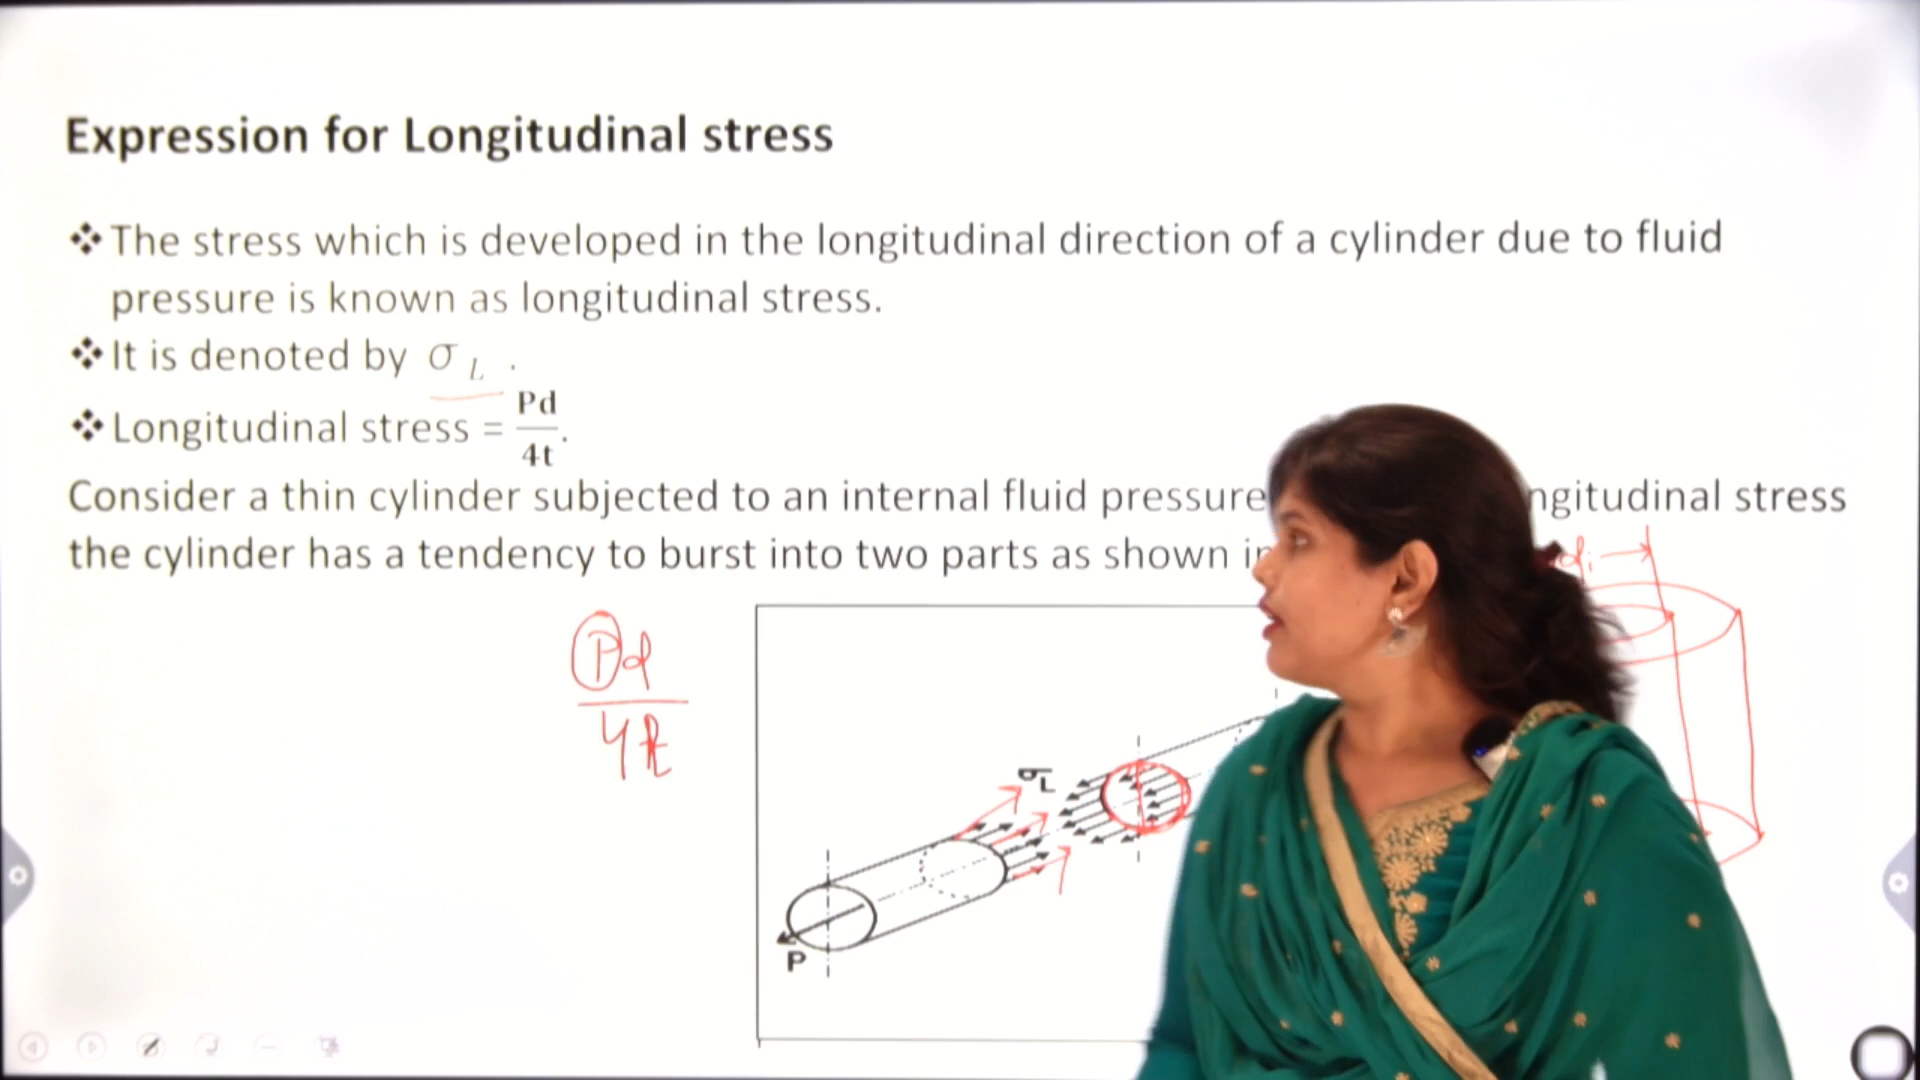 Expression for Longitudinal stress
❖ The stress which is developed in the longitudinal direction of a cylinder due to fluid
pressure is known as longitudinal stress.
❖ It is denoted by σ L .
❖ Longitudinal stress = Pd/4t.
Consider a thin cylinder subjected to an internal fluid pressure ngitudinal stress
the cylinder has a tendency to burst into two parts as shown
di
Pd
4t
σL
P